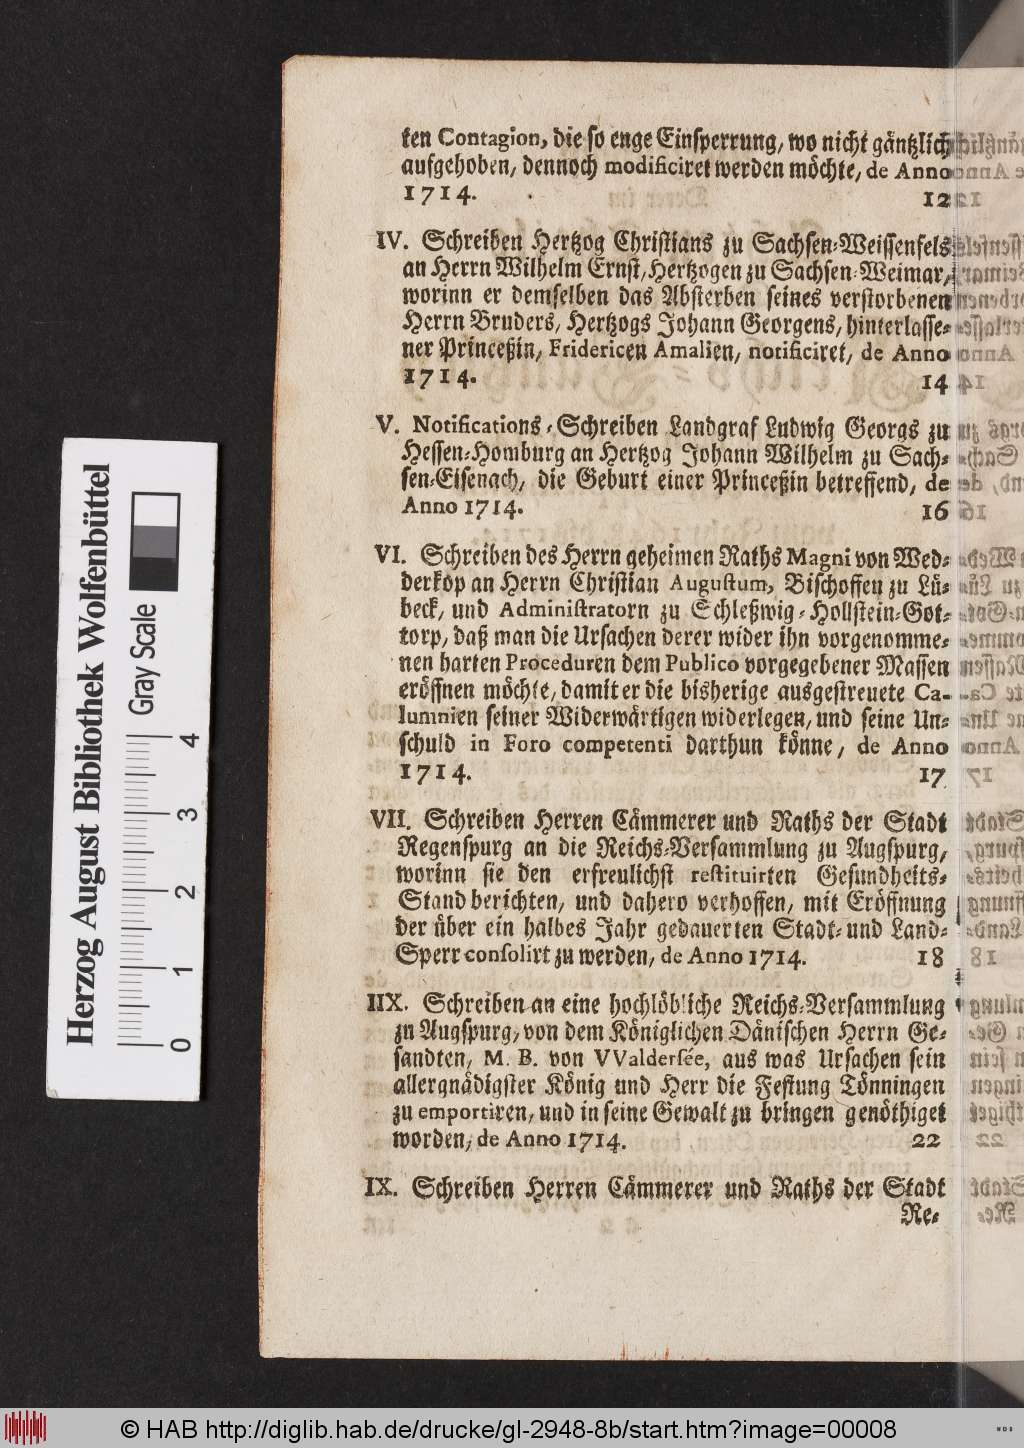 ken Contagion, die so enge Einsperrung, wo nicht gäntzlich
aufgehoben, dennoch modificiret werden möchte, de Anno
1714. 12
IV. Schreiben Hertzog Christians zu Sachsen-Weissenfels
an Herrn Wilhelm Ernst, Hertzogen zu Sachsen-Weimar,
worinn er demselben das Absterben seines verstorbenen
Herrn Bruders, Hertzogs Johann Georgens, hinterlasse-
ner Princeßin, Fridericen Amalien, notificiret, de Anno
1714. 14
V. Notifications-Schreiben Landgraf Ludwig Georgs zu
Hessen-Homburg an Hertzog Johann Wilhelm zu Sach-
sen-Eisenach, die Geburt einer Princeßin betreffend, de
Anno 1714. 16
VI. Schreiben des Herrn geheimen Raths Magni von Wed-
derkop an Herrn Christian Augustum, Bischoffen zu Lü-
beck, und Administratorn zu Schleßwig-Hollstein-Got-
torp, daß man die Ursachen derer wider ihn vorgenomme-
nen harten Proceduren dem Publico vorgegebener Massen
eröffnen möchte, damit er die bisherige ausgestreuete Ca-
lumnien seiner Widerwärtigen widerlegen, und seine Un-
schuld in Foro competenti darthun könne, de Anno
1714. 17
VII. Schreiben Herren Cämmerer und Raths der Stadt
Regenspurg an die Reichs-Versammlung zu Augspurg,
worinn sie den erfreulichst restituirten Gesundheits-
Stand berichten, und dahero verhoffen, mit Eröffnung
der über ein halbes Jahr gedauerten Stadt- und Land-
Sperr consolirt zu werden, de Anno 1714. 18
IIX. Schreiben an eine hochlöbliche Reichs-Versammlung
zu Augspurg, von dem Königlichen Dänischen Herrn Ge-
sandten, M. B. von VValdersée, aus was Ursachen sein
allergnädigster König und Herr die Festung Tönningen
zu emportiren, und in seine Gewalt zu bringen genöthiget
worden, de Anno 1714. 22
IX. Schreiben Herren Cämmerer und Raths der Stadt
Re-
Herzog August Bibliothek Wolfenbüttel
Gray Scale
0 1 2 3 4
© HAB http://diglib.hab.de/drucke/gl-2948-8b/start.htm?image=00008